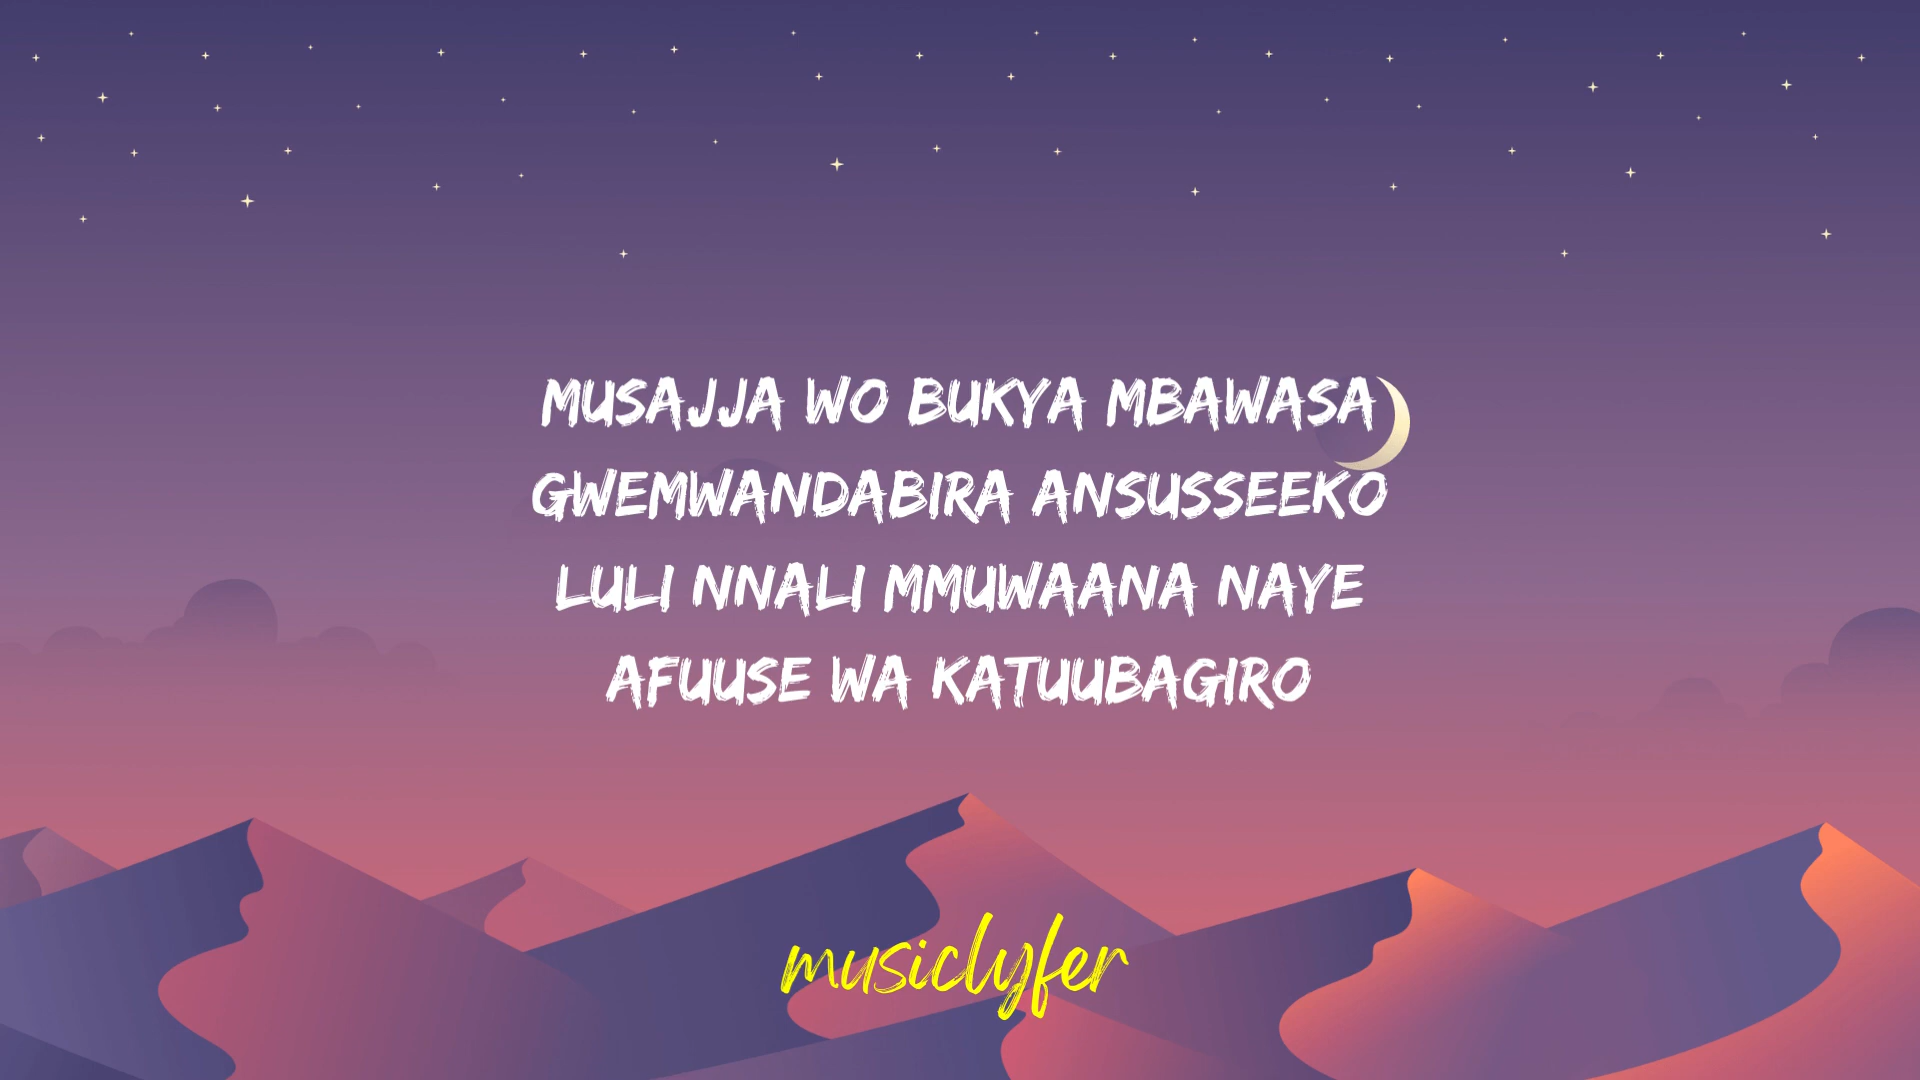 MUSAJJA WO BUKYA MBAWASA
GWEMWANDABIRA ANSUSSEEKO
LULI NNALI MMUWAANA NAYE
AFUUSE WA KATUUBAGIRO
musiclyfer